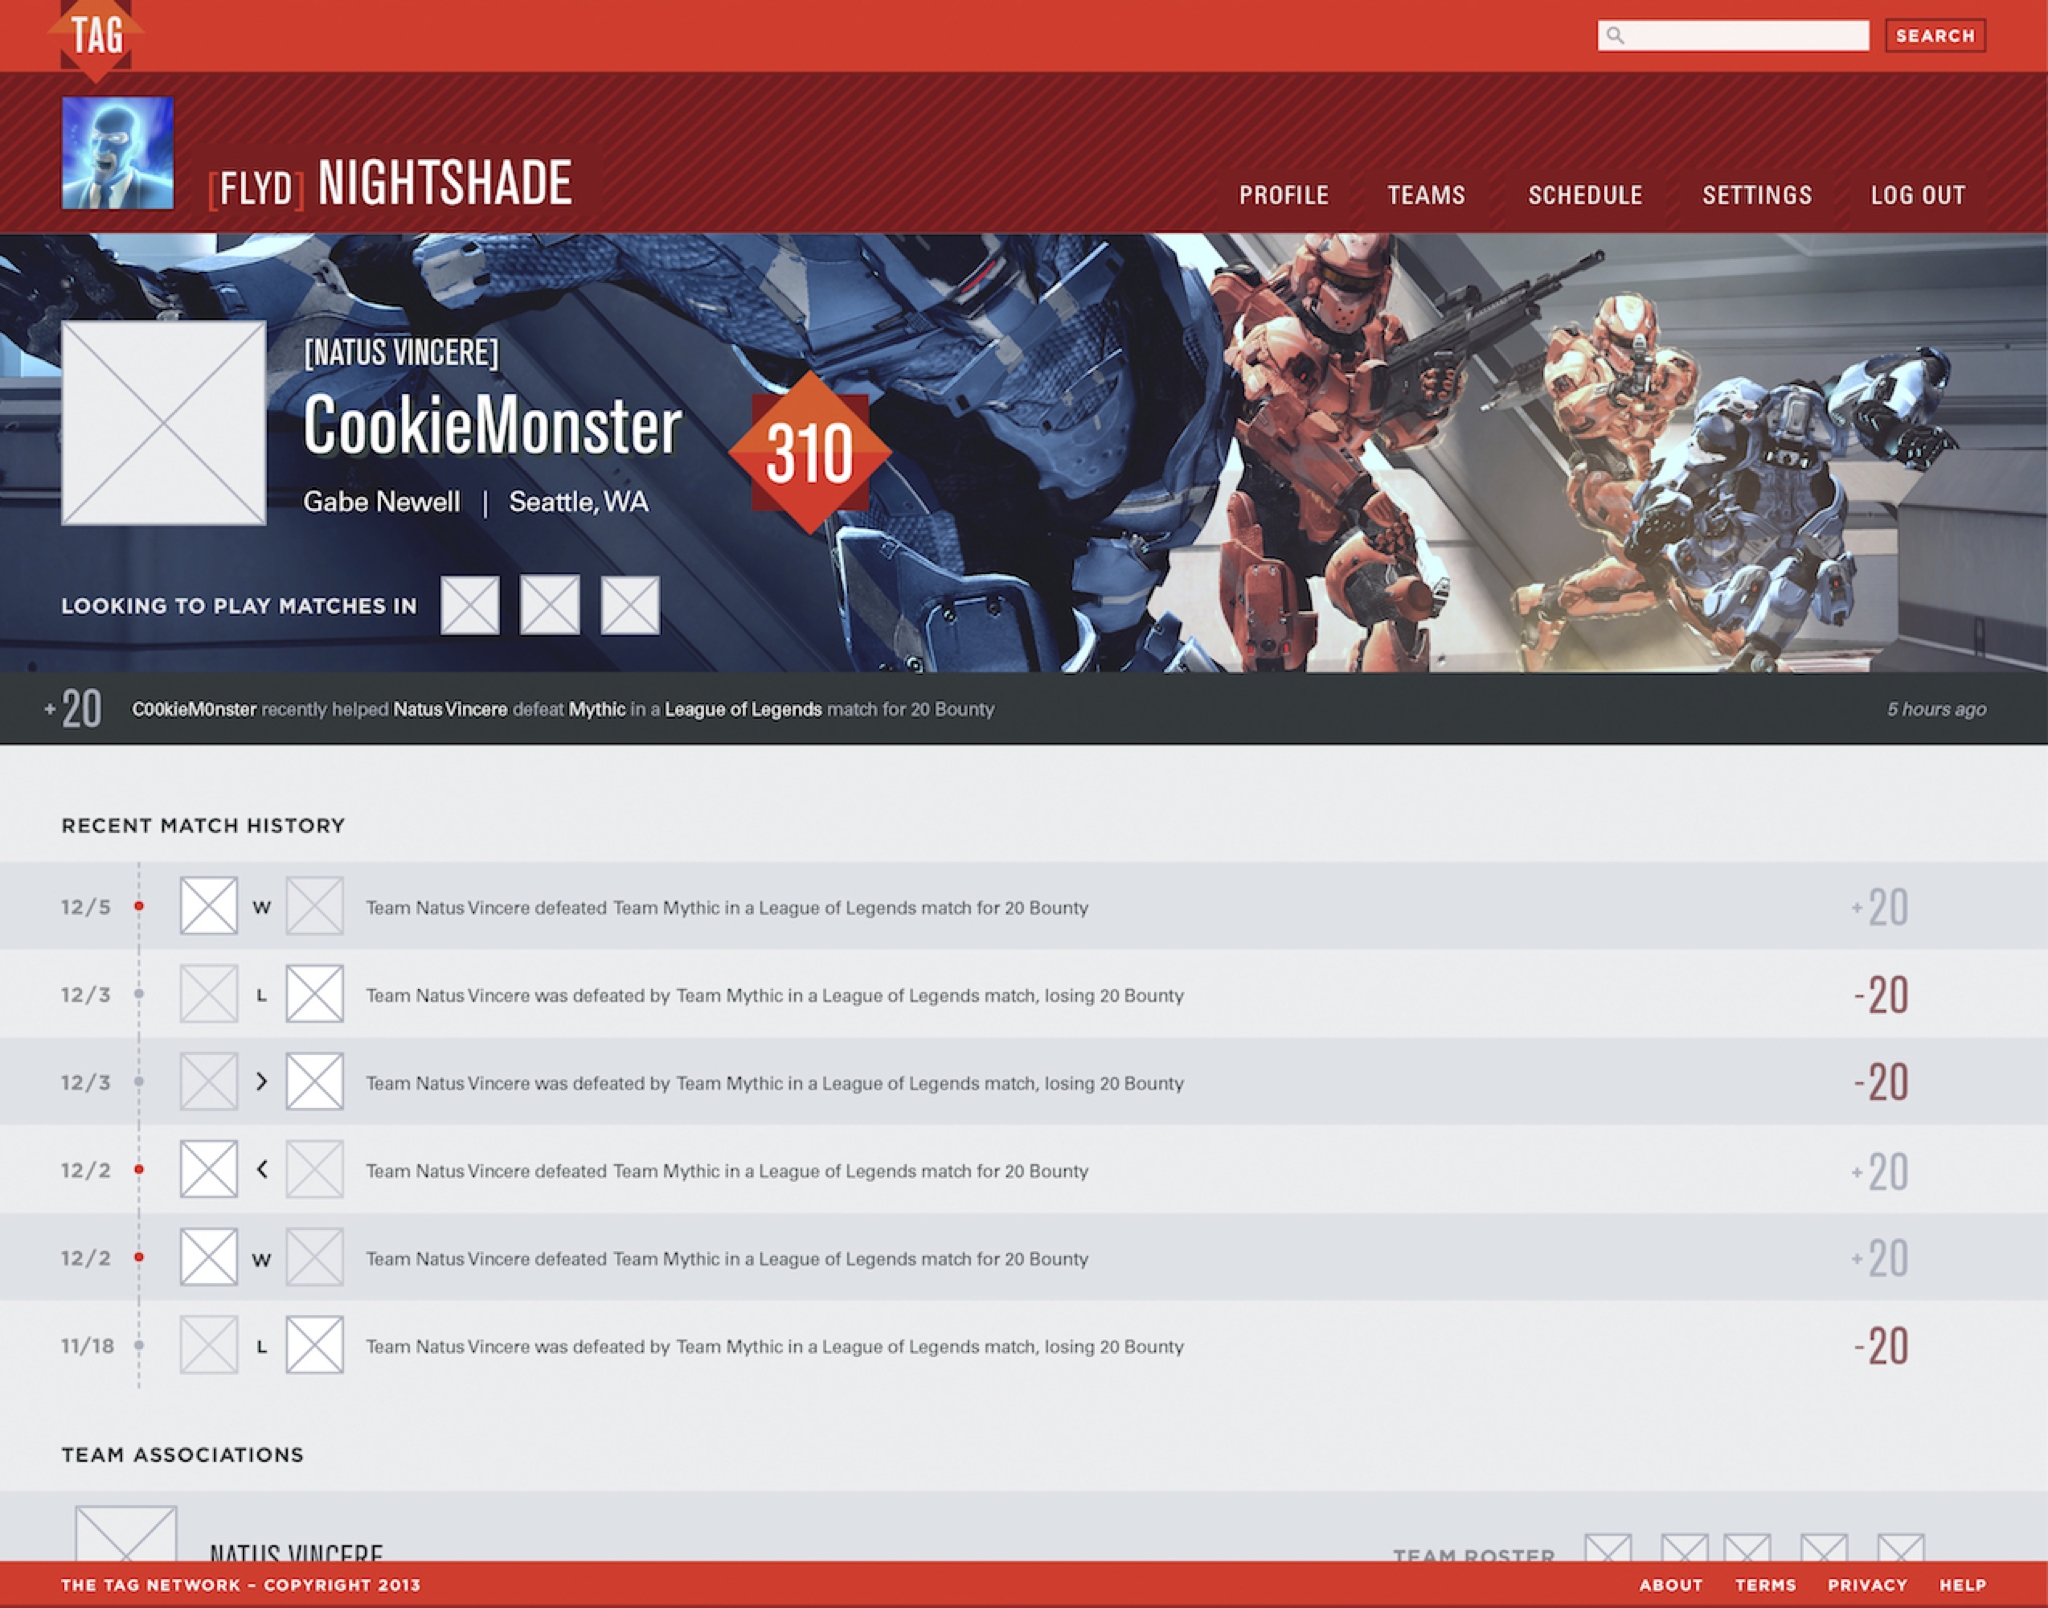 TAG
SEARCH
[FLYD] NIGHTSHADE
PROFILE TEAMS SCHEDULE SETTINGS LOG OUT
[NATUS VINCERE]
CookieMonster
310
Gabe Newell | Seattle, WA
LOOKING TO PLAY MATCHES IN
+20 C00kieM0nster recently helped Natus Vincere defeat Mythic in a League of Legends match for 20 Bounty 5 hours ago
RECENT MATCH HISTORY
12/5 W Team Natus Vincere defeated Team Mythic in a League of Legends match for 20 Bounty +20
12/3 L Team Natus Vincere was defeated by Team Mythic in a League of Legends match, losing 20 Bounty -20
12/3 > Team Natus Vincere was defeated by Team Mythic in a League of Legends match, losing 20 Bounty -20
12/2 < Team Natus Vincere defeated Team Mythic in a League of Legends match for 20 Bounty +20
12/2 W Team Natus Vincere defeated Team Mythic in a League of Legends match for 20 Bounty +20
11/18 L Team Natus Vincere was defeated by Team Mythic in a League of Legends match, losing 20 Bounty -20
TEAM ASSOCIATIONS
NATUS VINCERE TEAM ROSTER
THE TAG NETWORK – COPYRIGHT 2013 ABOUT TERMS PRIVACY HELP